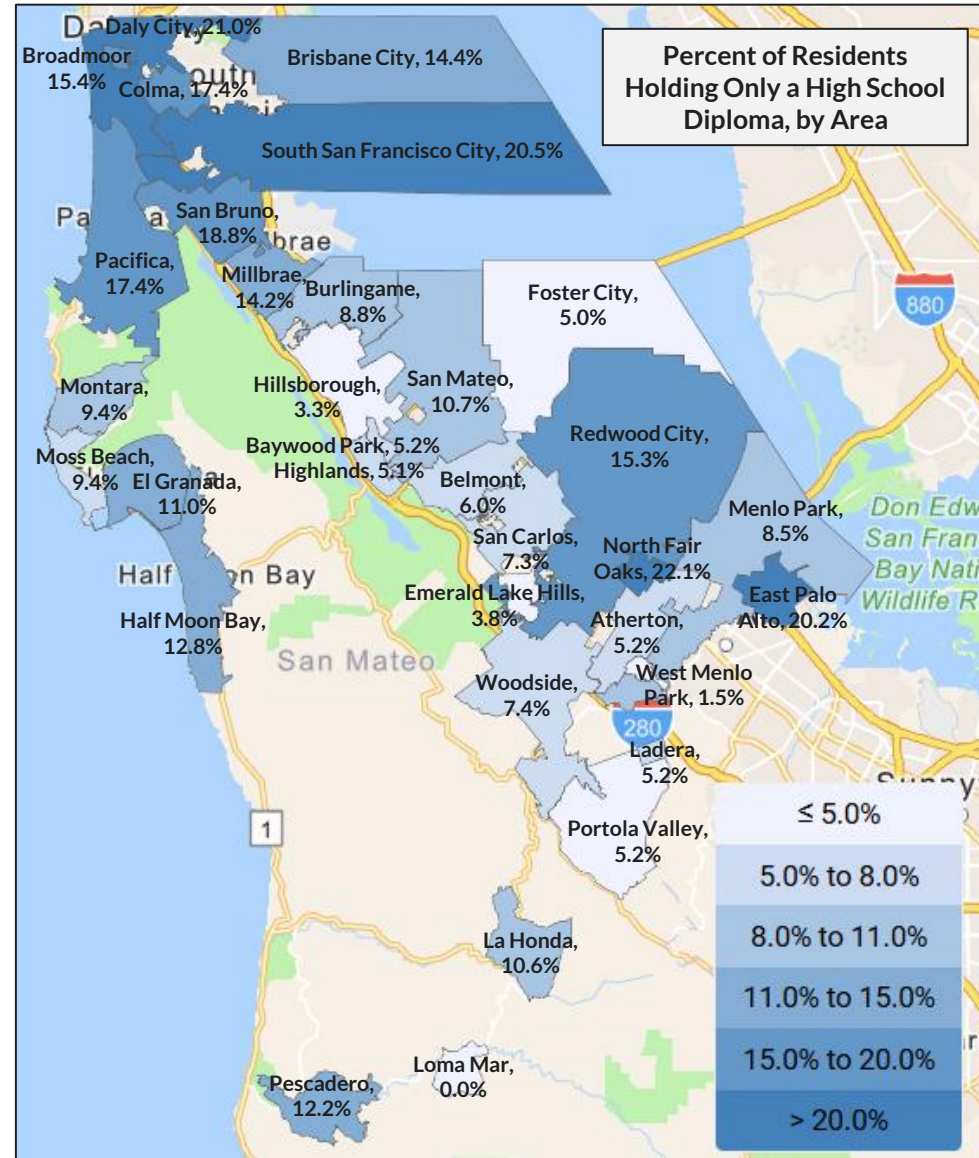 Percent of Residents
Holding Only a High School
Diploma, by Area
Daly City, 21.0%
Broadmoor
15.4%
Colma, 17.4%
Brisbane City, 14.4%
South San Francisco City, 20.5%
San Bruno,
18.8%
brae
Pacifica,
17.4%
Millbrae,
14.2%
Burlingame,
8.8%
Foster City,
5.0%
880
Montara,
9.4%
Hillsborough,
3.3%
San Mateo,
10.7%
Redwood City,
15.3%
Moss Beach,
9.4%
El Granada,
11.0%
Baywood Park, 5.2%
Highlands, 5.1%
Belmont,
6.0%
Menlo Park,
8.5%
Don Edw
San Fran
Bay Nati
Wildlife R
San Carlos,
7.3%
North Fair
Oaks, 22.1%
Half on Bay
Half Moon Bay,
12.8%
Emerald Lake Hills,
3.8%
Atherton,
5.2%
East Palo
Alto, 20.2%
San Mateo
Woodside,
7.4%
West Menlo
Park, 1.5%
280
Ladera,
5.2%
Sunny
1
Portola Valley,
5.2%
La Honda,
10.6%
Loma Mar,
0.0%
Pescadero,
12.2%
≤ 5.0%
5.0% to 8.0%
8.0% to 11.0%
11.0% to 15.0%
15.0% to 20.0%
> 20.0%